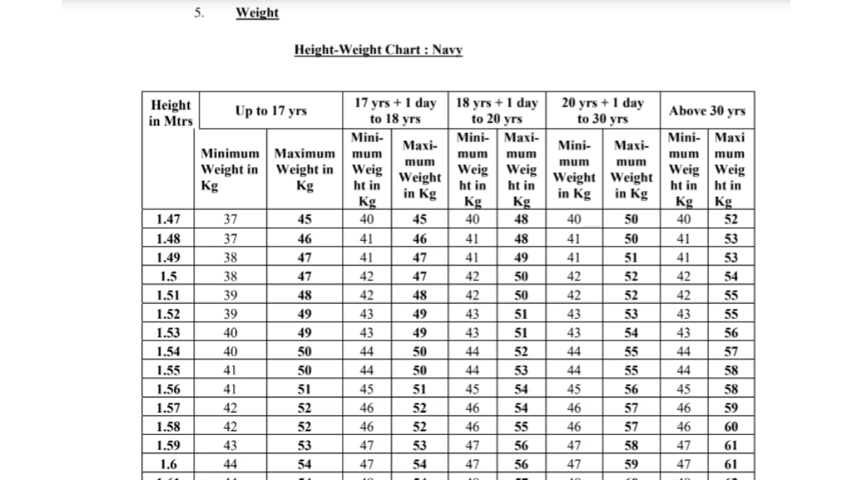 5. Weight
Height-Weight Chart : Navy
Height in Mtrs | Up to 17 yrs | 17 yrs + 1 day to 18 yrs | 18 yrs + 1 day to 20 yrs | 20 yrs + 1 day to 30 yrs | Above 30 yrs
Minimum Weight in Kg | Maximum Weight in Kg | Mini-mum Weig ht in Kg | Maxi-mum Weight in Kg | Mini-mum Weig ht in Kg | Maxi-mum Weig ht in Kg | Mini-mum Weight in Kg | Maxi-mum Weight in Kg | Mini-mum Weig ht in Kg | Maxi mum Weig ht in Kg
1.47 37 45 40 45 40 48 40 50 40 52
1.48 37 46 41 46 41 48 41 50 41 53
1.49 38 47 41 47 41 49 41 51 41 53
1.5 38 47 42 47 42 50 42 52 42 54
1.51 39 48 42 48 42 50 42 52 42 55
1.52 39 49 43 49 43 51 43 53 43 55
1.53 40 49 43 49 43 51 43 54 43 56
1.54 40 50 44 50 44 52 44 55 44 57
1.55 41 50 44 50 44 53 44 55 44 58
1.56 41 51 45 51 45 54 45 56 45 58
1.57 42 52 46 52 46 54 46 57 46 59
1.58 42 52 46 52 46 55 46 57 46 60
1.59 43 53 47 53 47 56 47 58 47 61
1.6 44 54 47 54 47 56 47 59 47 61